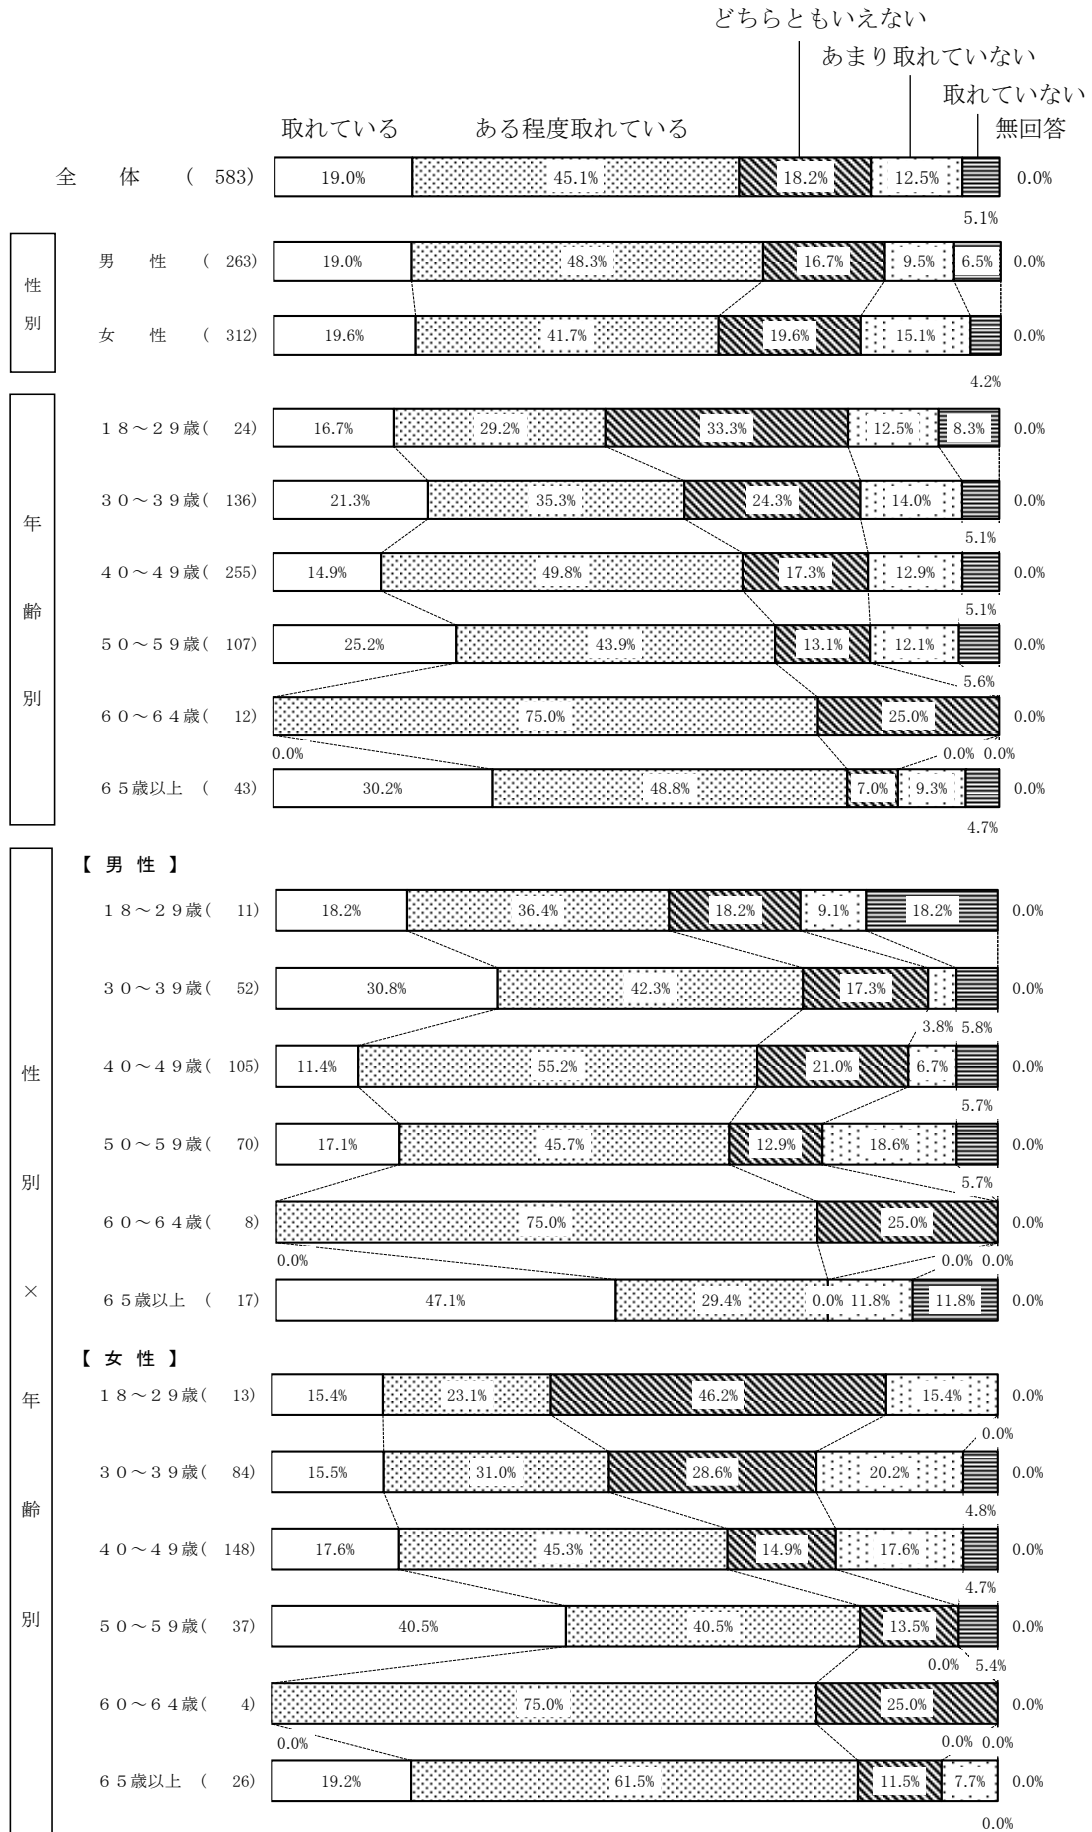 どちらともいえない
あまり取れていない
取れていない
取れている ある程度取れている 無回答
全 体 ( 583) 19.0% 45.1% 18.2% 12.5% 0.0%
5.1%
性別
男 性 ( 263) 19.0% 48.3% 16.7% 9.5% 6.5% 0.0%
女 性 ( 312) 19.6% 41.7% 19.6% 15.1% 0.0%
4.2%
年齢別
18～29歳( 24) 16.7% 29.2% 33.3% 12.5% 8.3% 0.0%
30～39歳( 136) 21.3% 35.3% 24.3% 14.0% 0.0%
5.1%
40～49歳( 255) 14.9% 49.8% 17.3% 12.9% 0.0%
5.1%
50～59歳( 107) 25.2% 43.9% 13.1% 12.1% 0.0%
5.6%
60～64歳( 12) 75.0% 25.0% 0.0%
0.0% 0.0% 0.0%
65歳以上 ( 43) 30.2% 48.8% 7.0% 9.3% 0.0%
4.7%
性別×年齢別
【 男 性 】
18～29歳( 11) 18.2% 36.4% 18.2% 9.1% 18.2% 0.0%
30～39歳( 52) 30.8% 42.3% 17.3% 0.0%
3.8% 5.8%
40～49歳( 105) 11.4% 55.2% 21.0% 6.7% 0.0%
5.7%
50～59歳( 70) 17.1% 45.7% 12.9% 18.6% 0.0%
5.7%
60～64歳( 8) 75.0% 25.0% 0.0%
0.0% 0.0% 0.0%
65歳以上 ( 17) 47.1% 29.4% 0.0% 11.8% 11.8% 0.0%
【 女 性 】
18～29歳( 13) 15.4% 23.1% 46.2% 15.4% 0.0%
0.0%
30～39歳( 84) 15.5% 31.0% 28.6% 20.2% 0.0%
4.8%
40～49歳( 148) 17.6% 45.3% 14.9% 17.6% 0.0%
4.7%
50～59歳( 37) 40.5% 40.5% 13.5% 0.0%
0.0% 5.4%
60～64歳( 4) 75.0% 25.0% 0.0%
0.0% 0.0% 0.0%
65歳以上 ( 26) 19.2% 61.5% 11.5% 7.7% 0.0%
0.0%